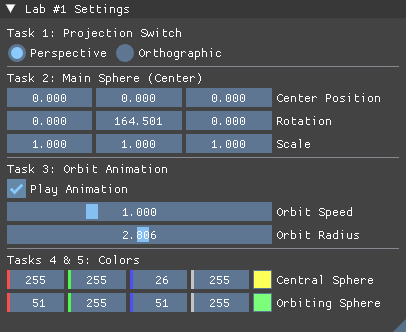 Lab #1 Settings
Task 1: Projection Switch
Perspective Orthographic
Task 2: Main Sphere (Center)
0.000 0.000 0.000 Center Position
0.000 164.501 0.000 Rotation
1.000 1.000 1.000 Scale
Task 3: Orbit Animation
Play Animation
1.000 Orbit Speed
2.806 Orbit Radius
Tasks 4 & 5: Colors
255 255 26 255 Central Sphere
51 255 51 255 Orbiting Sphere